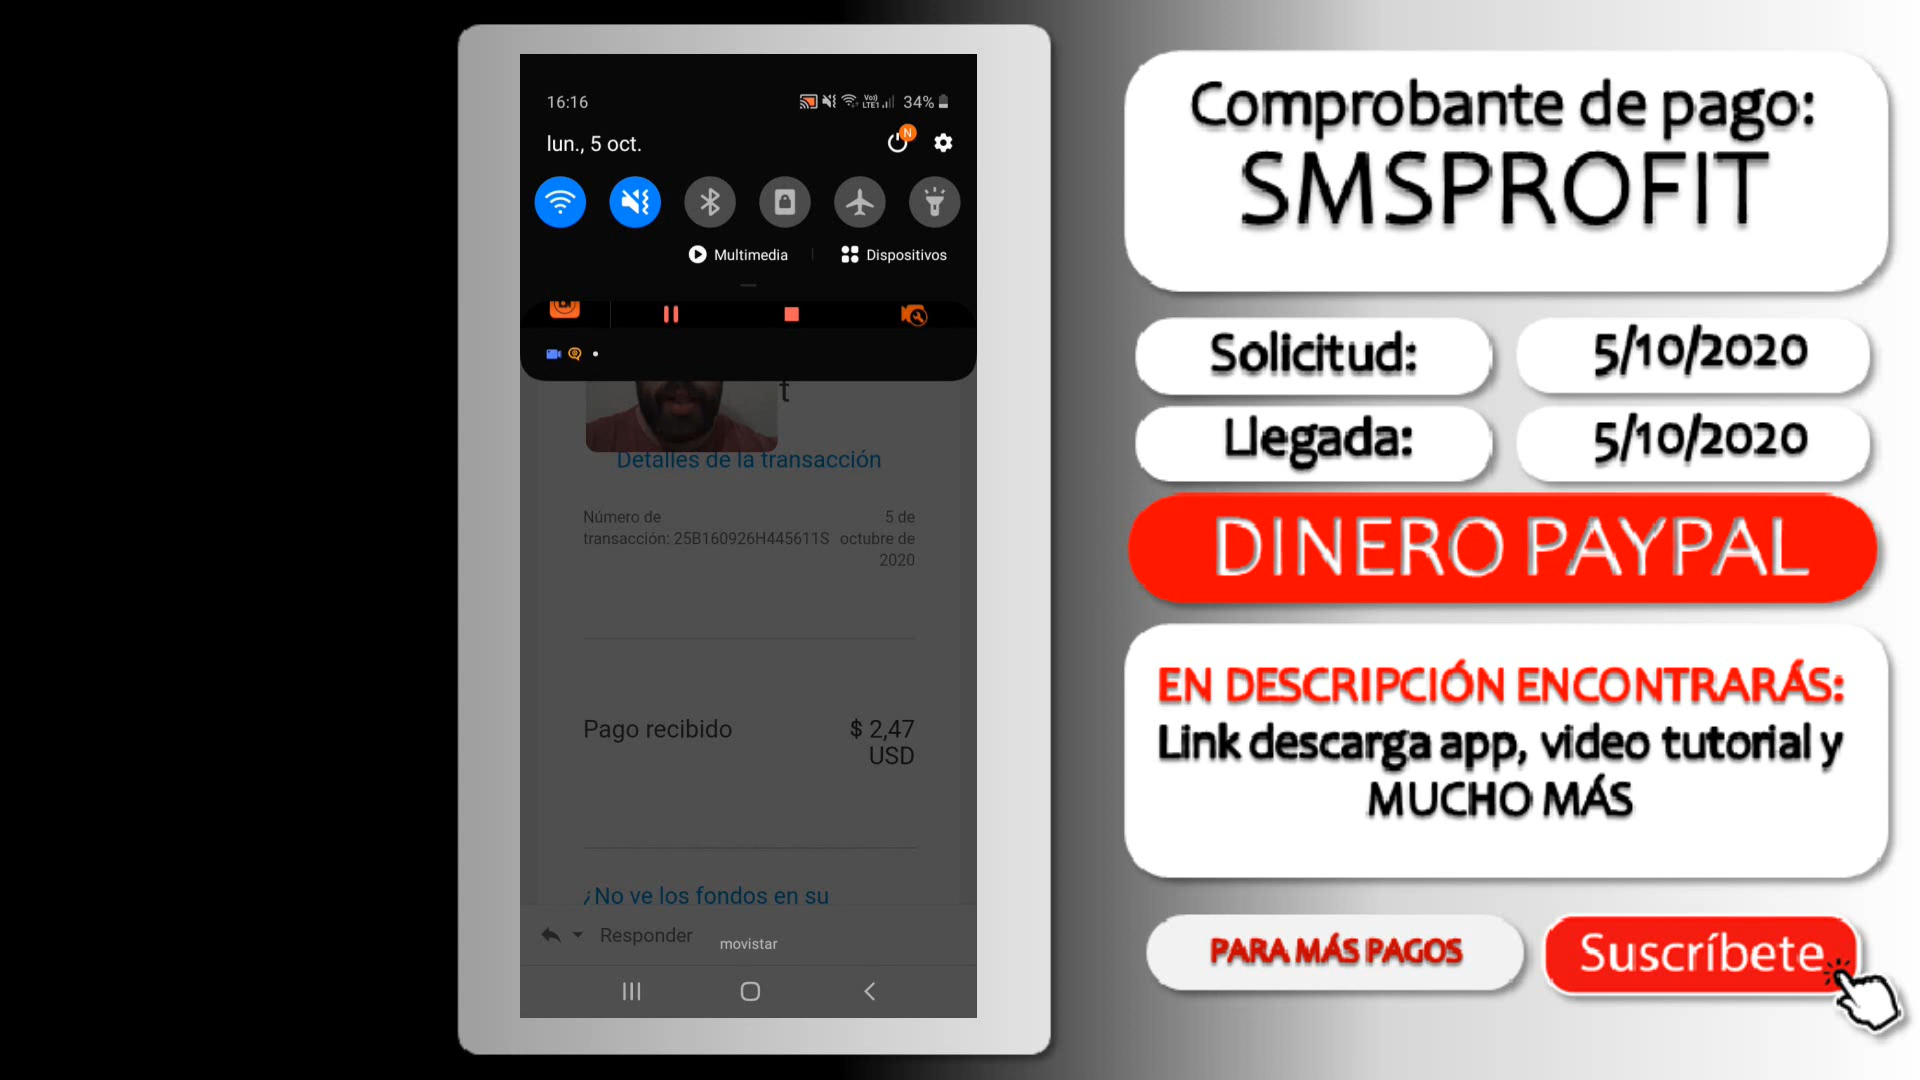 16:16
Vo))
LTE1
34%
lun., 5 oct.
N
Multimedia
Dispositivos
t
Detalles de la transacción
Número de
transacción: 25B160926H445611S
5 de
octubre de
2020
Pago recibido
$ 2,47
USD
¿No ve los fondos en su
Responder
movistar
Comprobante de pago:
SMSPROFIT
Solicitud:
5/10/2020
Llegada:
5/10/2020
DINERO PAYPAL
EN DESCRIPCIÓN ENCONTRARÁS:
Link descarga app, video tutorial y
MUCHO MÁS
PARA MÁS PAGOS
Suscríbete